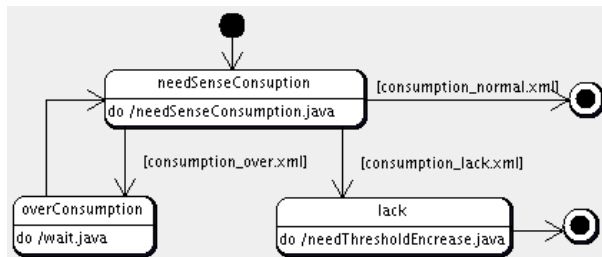 needSenseConsuption
do /needSenseConsumption.java
[consumption_normal.xml]
[consumption_over.xml]
[consumption_lack.xml]
overConsumption
do /wait.java
lack
do /needThresholdEncrease.java